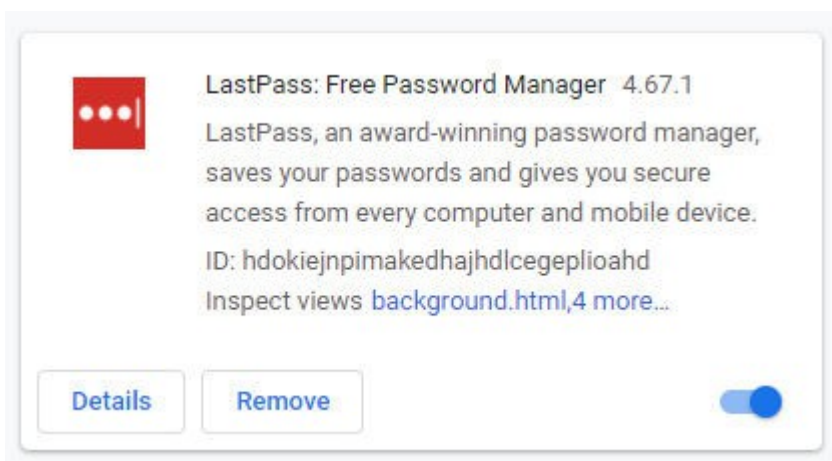 LastPass: Free Password Manager 4.67.1
LastPass, an award-winning password manager,
saves your passwords and gives you secure
access from every computer and mobile device.
ID: hdokiejnpimakedhajhdlcegeplioahd
Inspect views background.html,4 more...
Details Remove